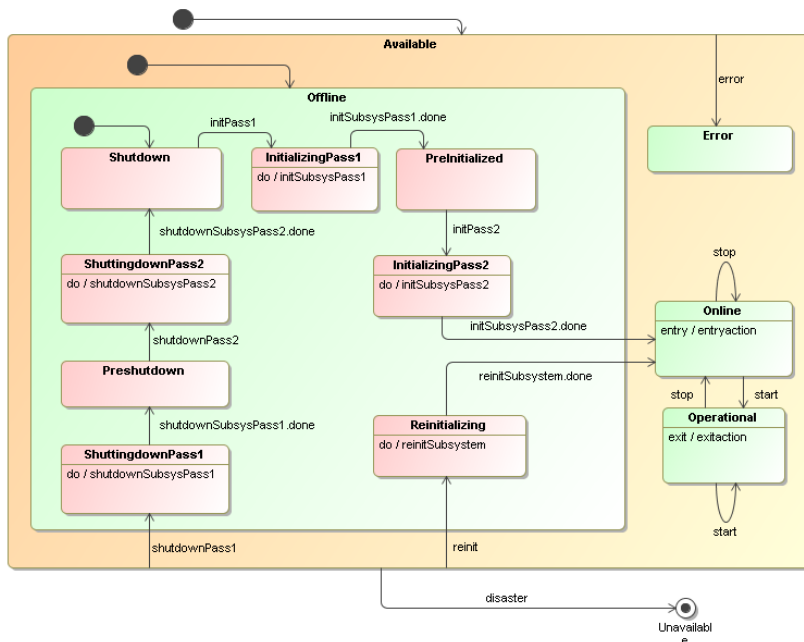 Available
error
Offline
initPass1
initSubsysPass1.done
Shutdown
InitializingPass1
do / initSubsysPass1
PreInitialized
Error
shutdownSubsysPass2.done
initPass2
ShuttingdownPass2
do / shutdownSubsysPass2
InitializingPass2
do / initSubsysPass2
stop
Online
entry / entryaction
initSubsysPass2.done
shutdownPass2
Preshutdown
reinitSubsystem.done
stop
start
shutdownSubsysPass1.done
Reinitializing
do / reinitSubsystem
Operational
exit / exitaction
ShuttingdownPass1
do / shutdownSubsysPass1
start
shutdownPass1
reinit
disaster
Unavailabl
e